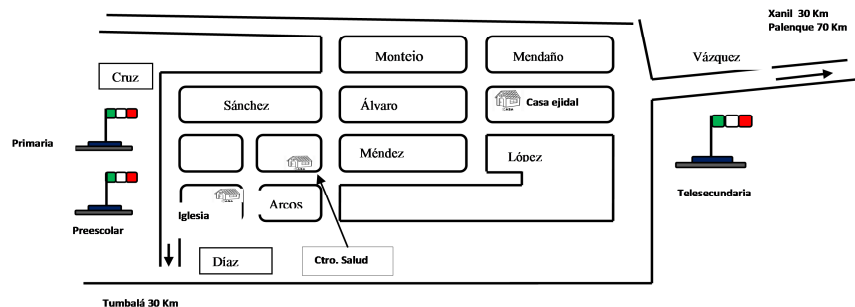 Xanil 30 Km
Palenque 70 Km
Montejo
Mendaño
Vázquez
Cruz
Sánchez
Álvaro
Casa ejidal
Primaria
Méndez
López
Telesecundaria
Iglesia
Arcos
Preescolar
Díaz
Ctro. Salud
Tumbalá 30 Km